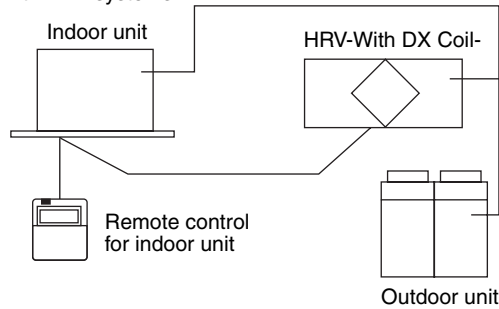 Indoor unit
HRV-With DX Coil-
Remote control
for indoor unit
Outdoor unit